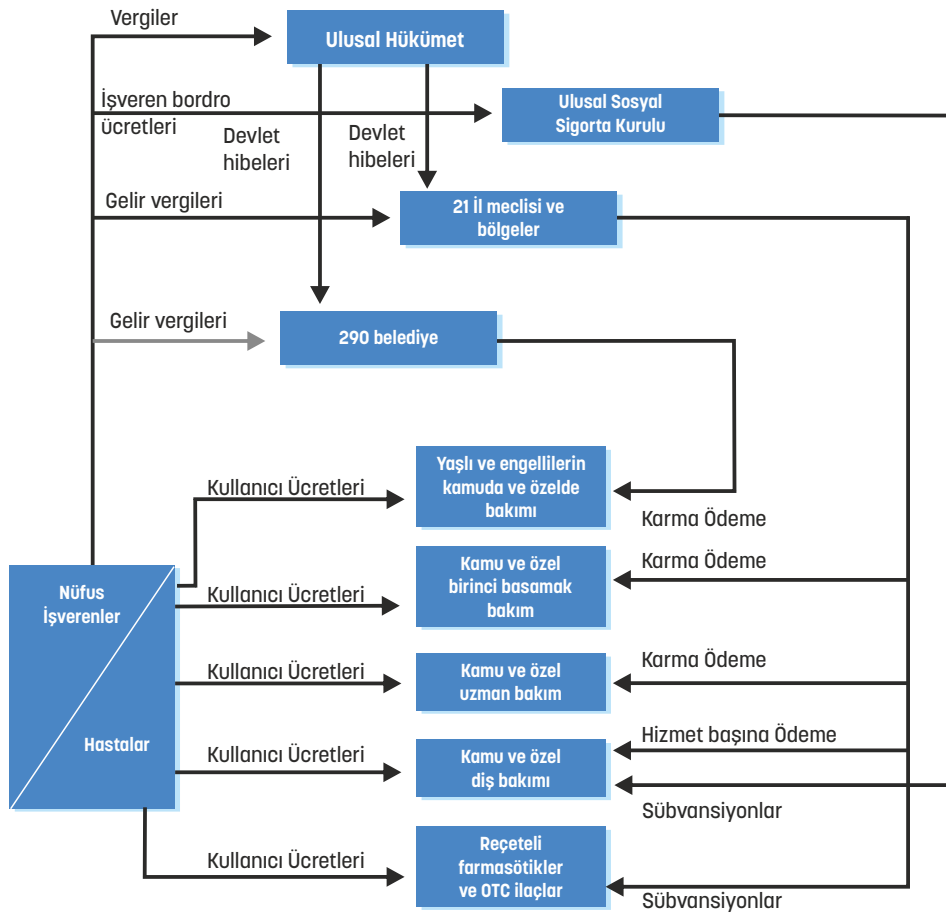 Vergiler
Ulusal Hükümet
İşveren bordro
ücretleri
Ulusal Sosyal
Sigorta Kurulu
Devlet
hibeleri
Devlet
hibeleri
Gelir vergileri
21 İl meclisi ve
bölgeler
Gelir vergileri
290 belediye
Kullanıcı Ücretleri
Yaşlı ve engellilerin
kamuda ve özelde
bakımı
Karma Ödeme
Nüfus
İşverenler
Hastalar
Kullanıcı Ücretleri
Kamu ve özel
birinci basamak
bakım
Karma Ödeme
Kullanıcı Ücretleri
Kamu ve özel
uzman bakım
Karma Ödeme
Kullanıcı Ücretleri
Kamu ve özel
diş bakımı
Hizmet başına Ödeme
Sübvansiyonlar
Kullanıcı Ücretleri
Reçeteli
farmasötikler
ve OTC ilaçlar
Sübvansiyonlar